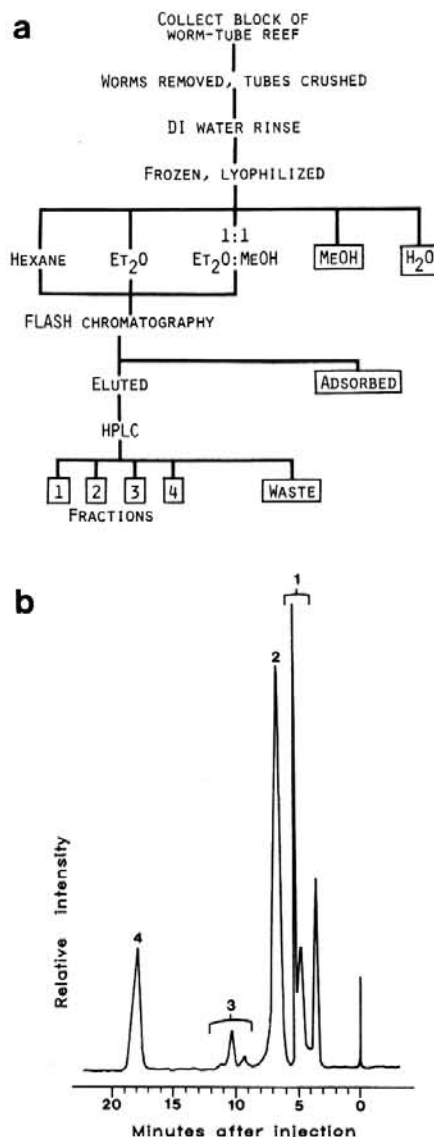 a
COLLECT BLOCK OF
WORM-TUBE REEF
WORMS REMOVED, TUBES CRUSHED
DI WATER RINSE
FROZEN, LYOPHILIZED
1:1
HEXANE ET2O ET2O:MEOH MEOH H2O
FLASH CHROMATOGRAPHY
ELUTED ADSORBED
HPLC
1 2 3 4 WASTE
FRACTIONS
b
1
2
4
3
Relative intensity
20 15 10 5 0
Minutes after injection